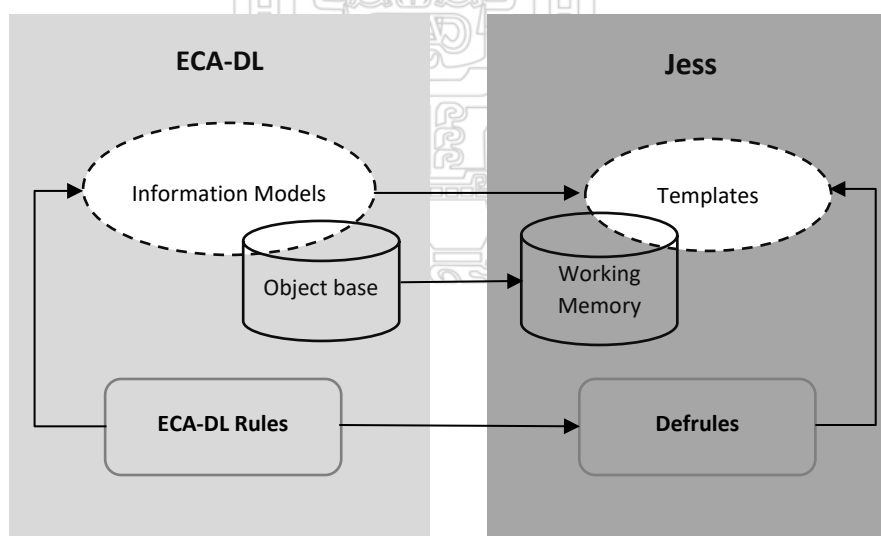 ECA-DL
Jess
Information Models
Templates
Object base
Working
Memory
ECA-DL Rules
Defrules